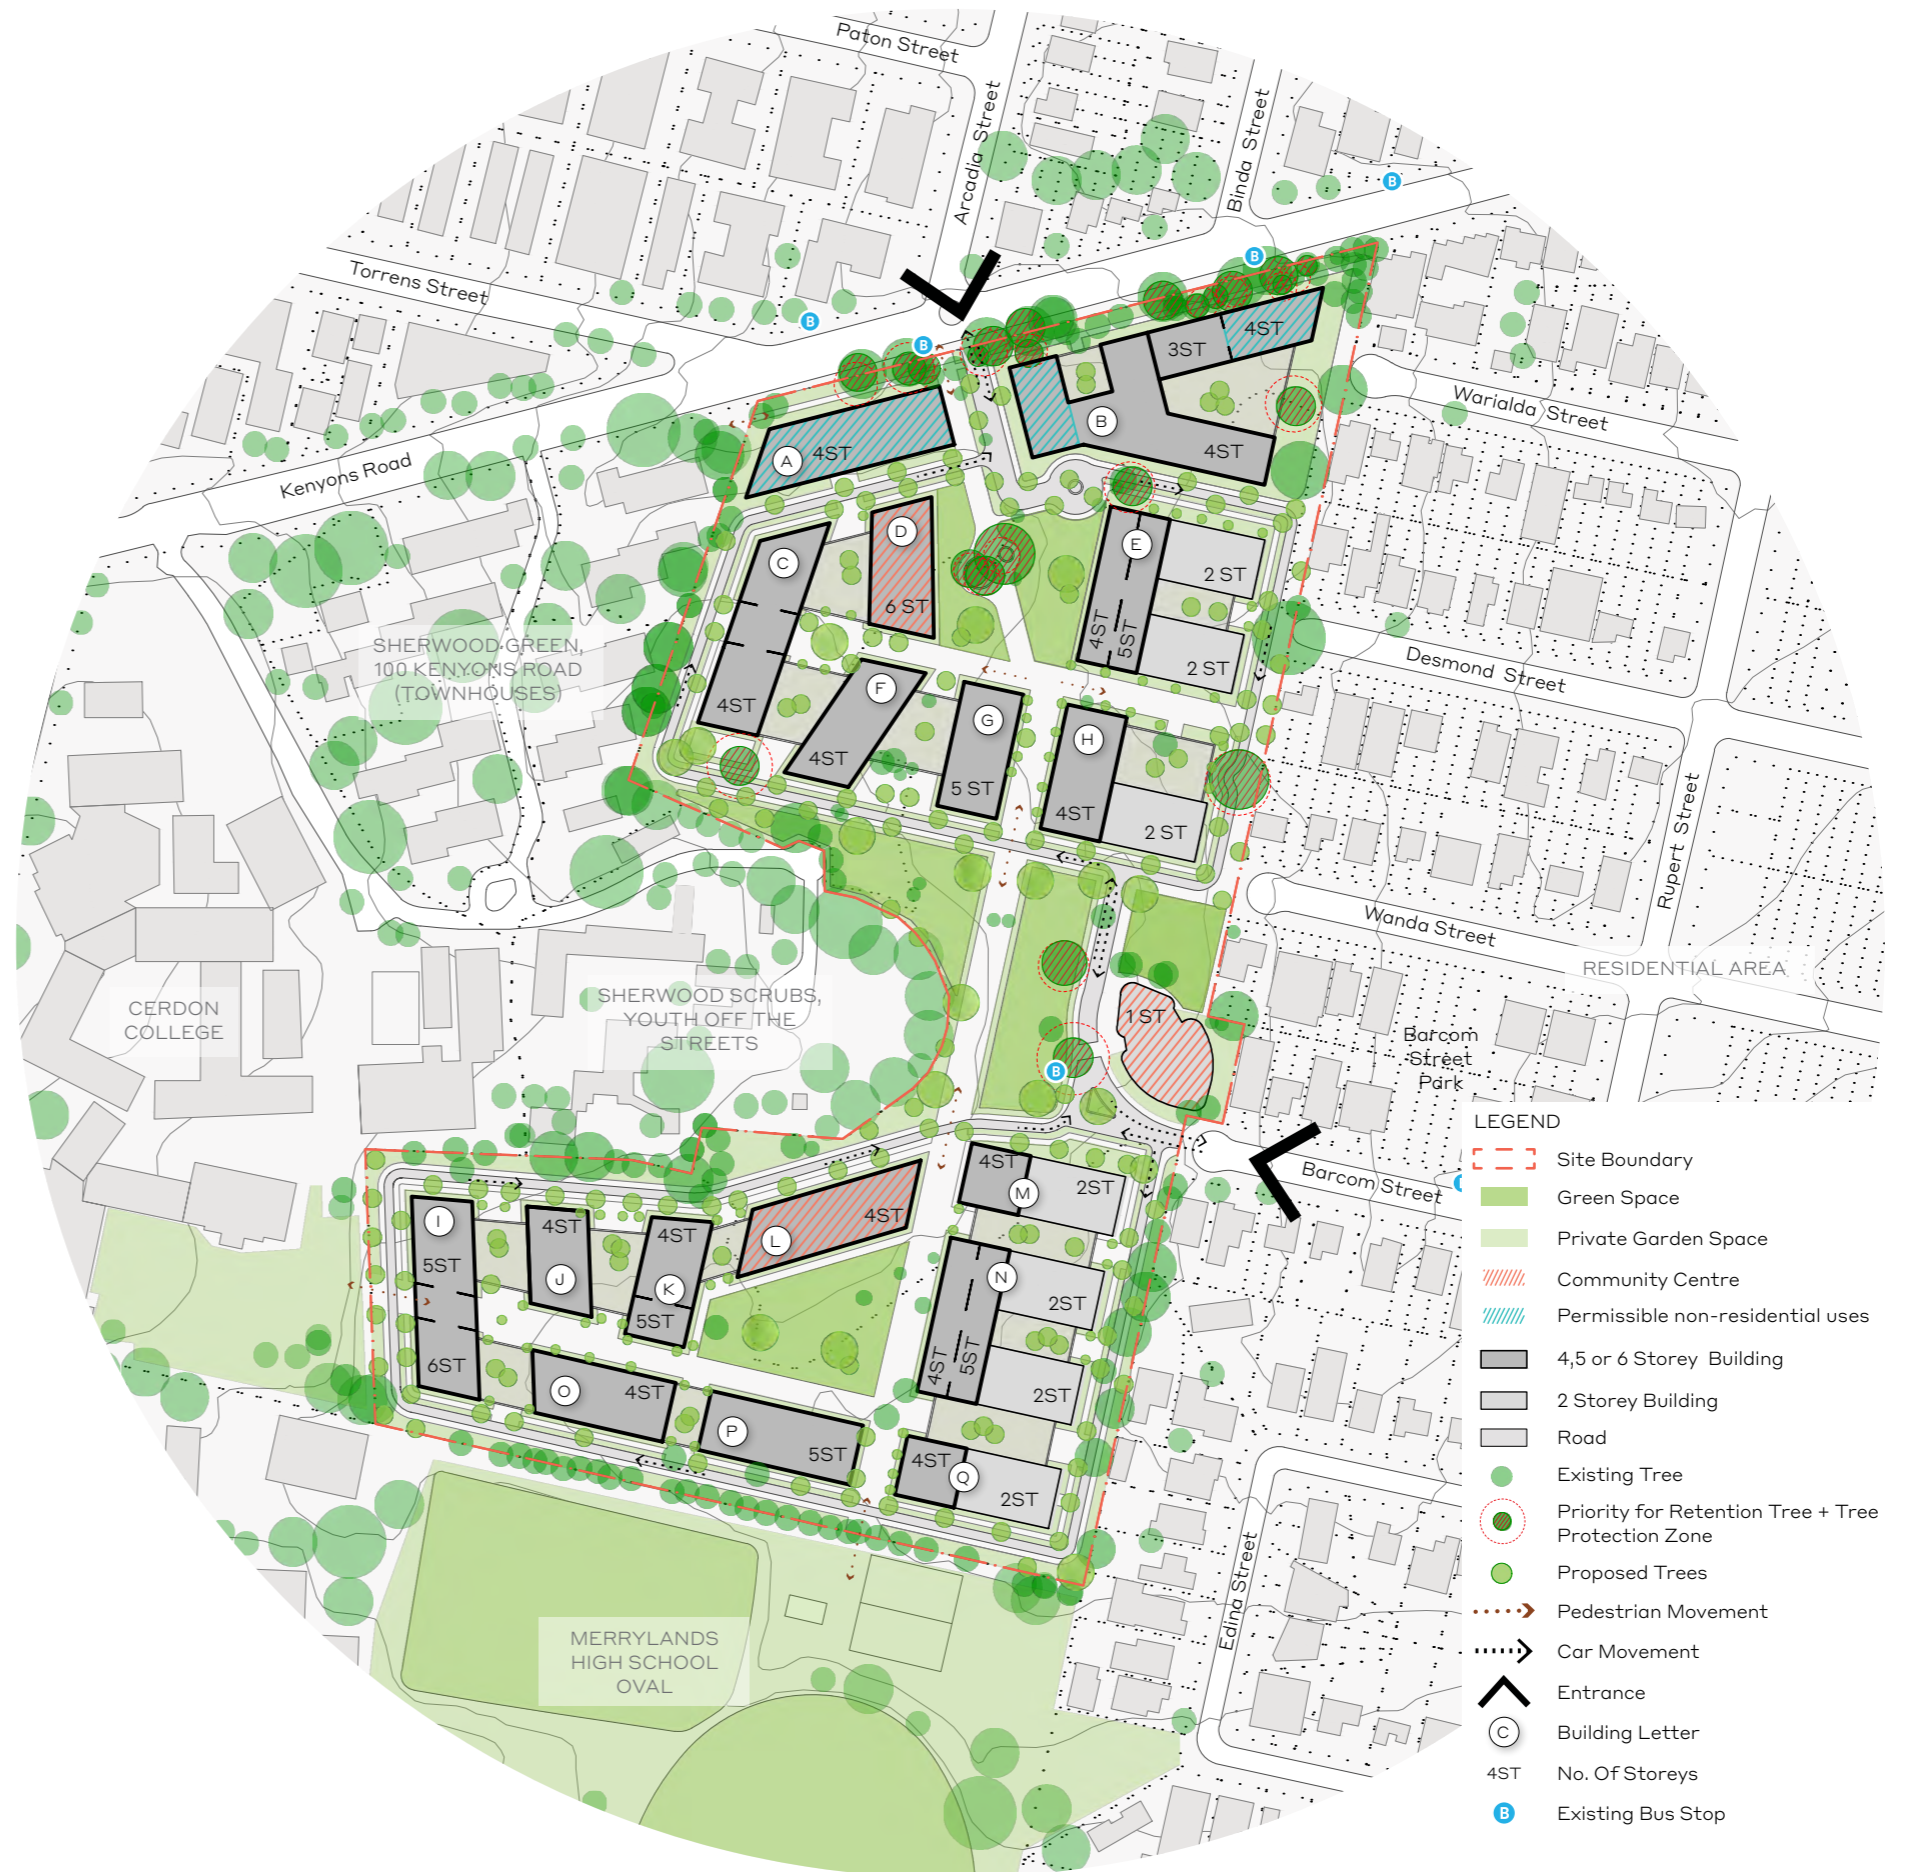 Paton Street
Arcadia Street
Binda Street
B
Torrens Street
B
B
B
Kenyons Road
Warialda Street
4ST
3ST
B
4ST
A
4ST
D
6 ST
C
4ST
E
2 ST
4ST
5ST
2 ST
SHERWOOD GREEN,
100 KENYONS ROAD
(TOWNHOUSES)
Desmond Street
F
4ST
G
5 ST
H
4ST
2 ST
Rupert Street
Wanda Street
RESIDENTIAL AREA
CERDON
COLLEGE
SHERWOOD SCRUBS,
YOUTH OFF THE
STREETS
1 ST
Barcom
Street
Park
B
Barcom Street
I
5ST
6ST
4ST
J
4ST
K
5ST
L
4ST
4ST
M
2ST
N
2ST
4ST
5ST
2ST
O
4ST
P
5ST
4ST
Q
2ST
Edina Street
MERRYLANDS
HIGH SCHOOL
OVAL
LEGEND
Site Boundary
Green Space
Private Garden Space
Community Centre
Permissible non-residential uses
4,5 or 6 Storey Building
2 Storey Building
Road
Existing Tree
Priority for Retention Tree + Tree
Protection Zone
Proposed Trees
Pedestrian Movement
Car Movement
Entrance
C
Building Letter
4ST
No. Of Storeys
B
Existing Bus Stop